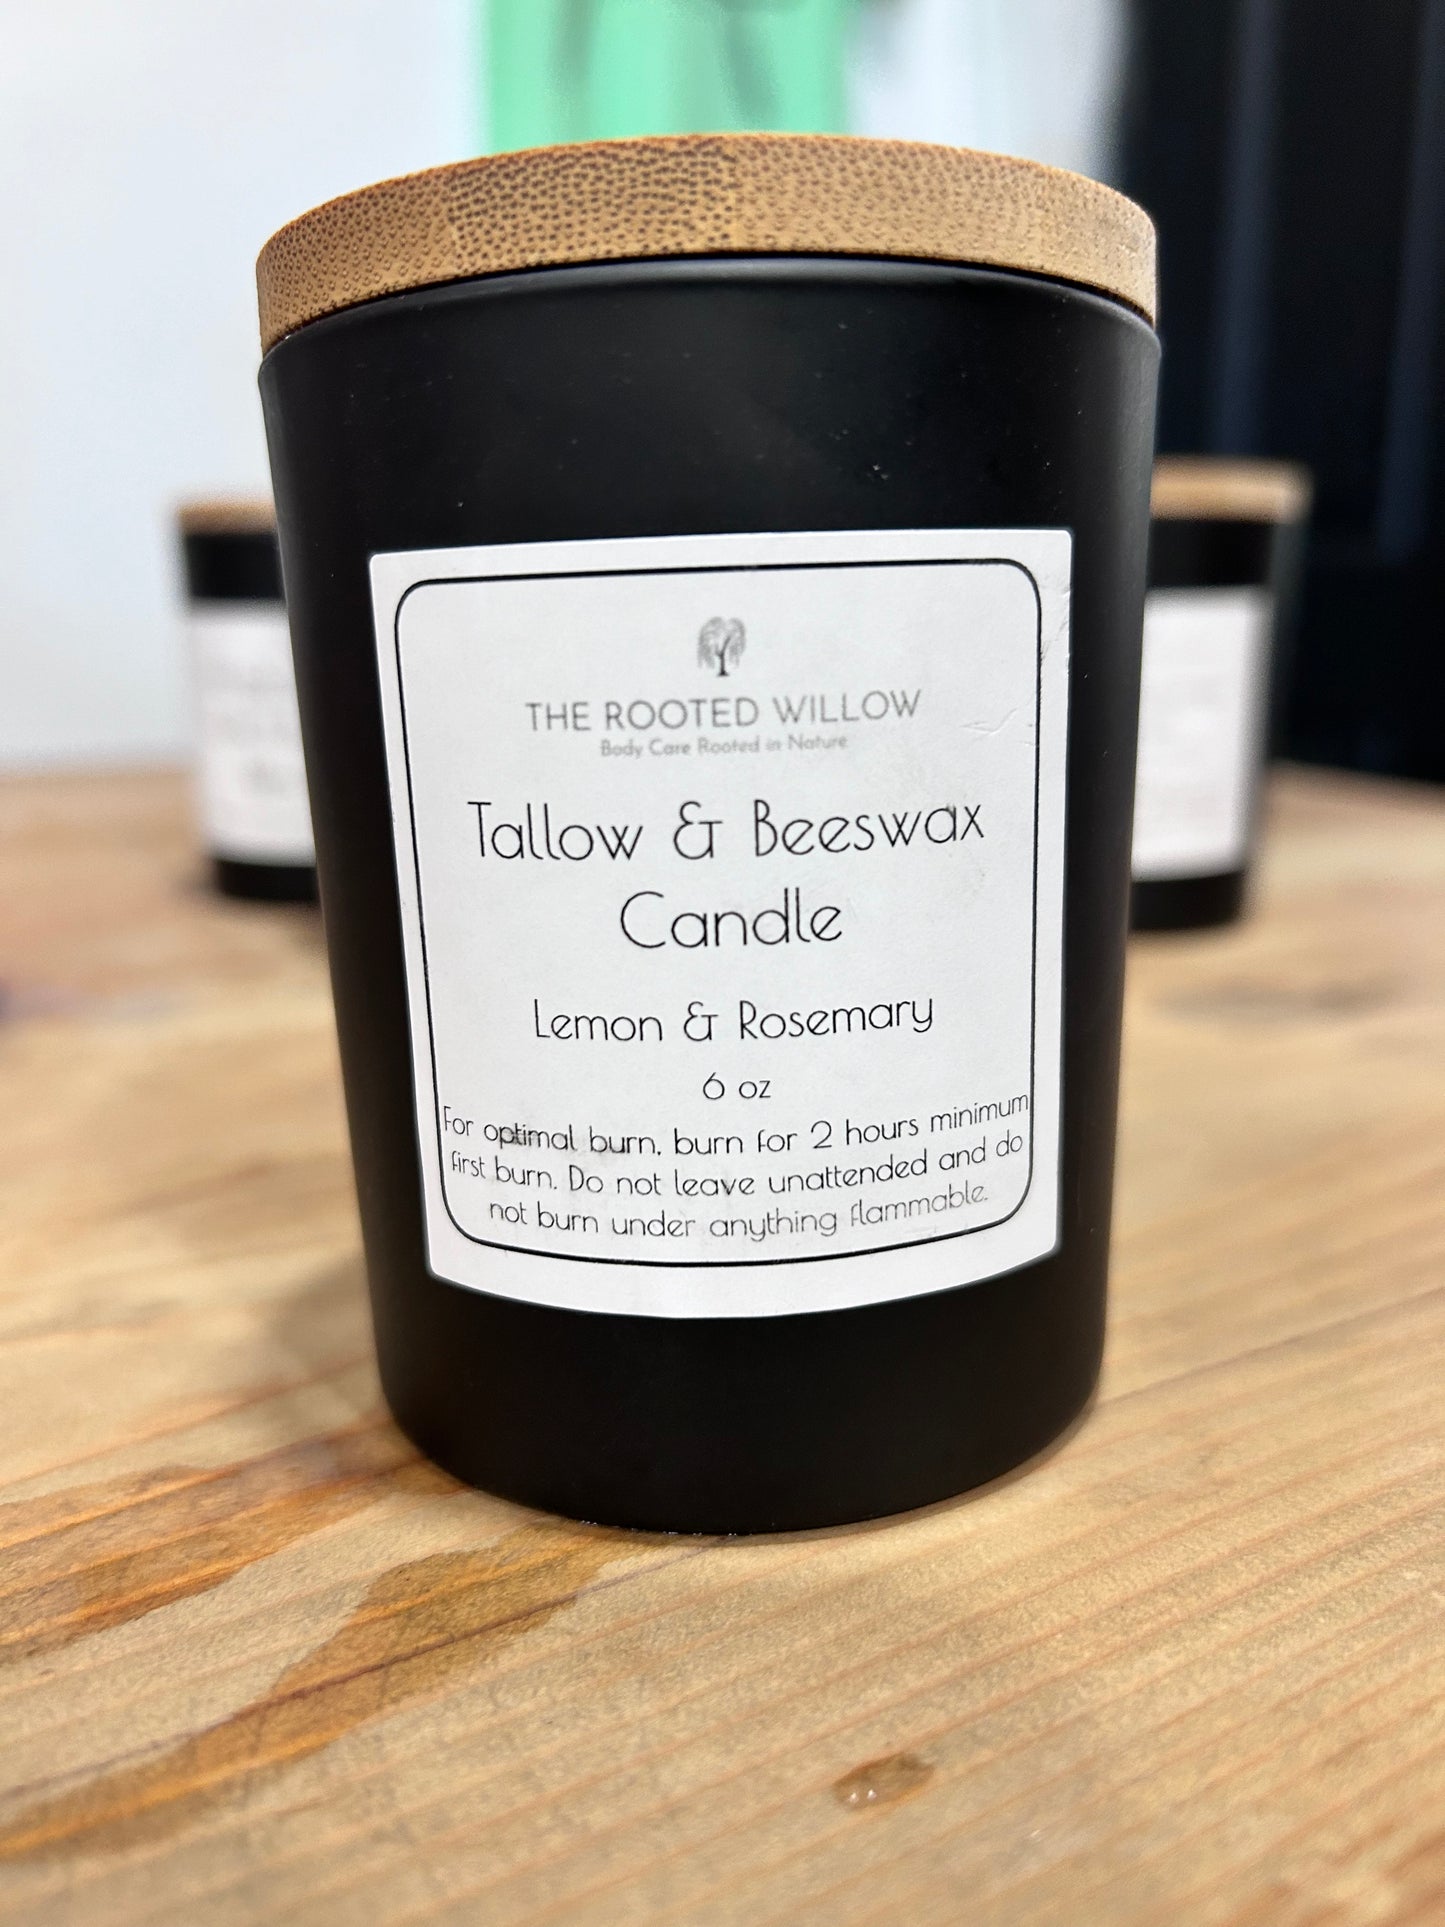 THE ROOTED WILLOW
Body Care Rooted in Nature
Tallow & Beeswax
Candle
Lemon & Rosemary
6 oz
For optimal burn, burn for 2 hours minimum
first burn. Do not leave unattended and do
not burn under anything flammable.